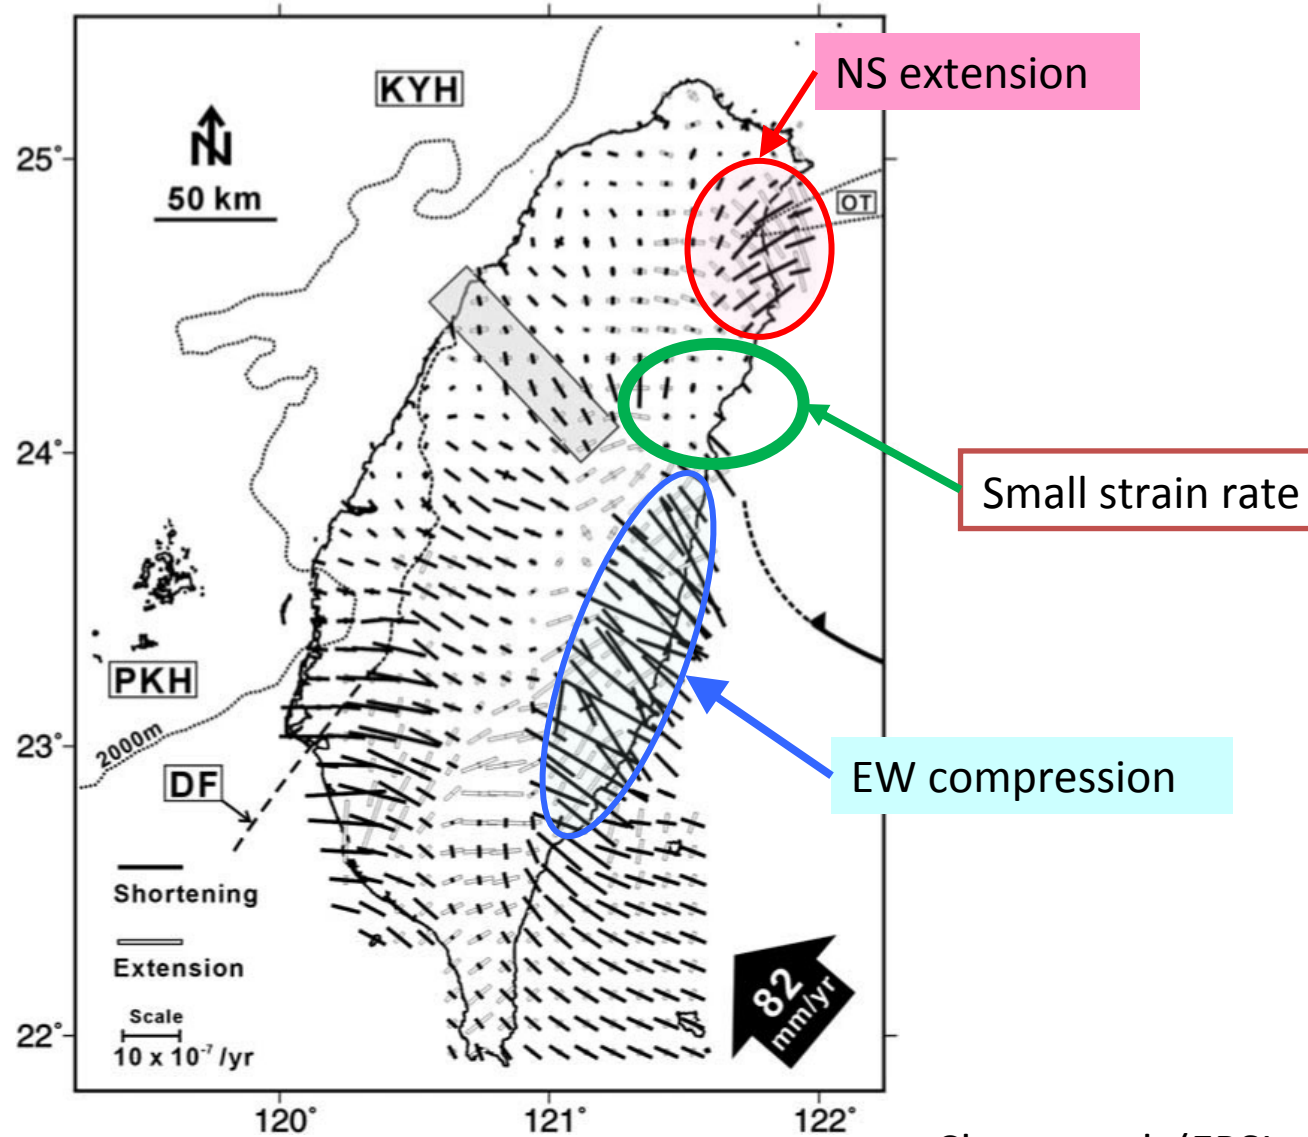 NS extension
KYH
N
50 km
25°
OT
24°
Small strain rate
PKH
23°
2000m
DF
EW compression
Shortening
Extension
82
mm/yr
Scale
22°
10 x 10⁻⁷ /yr
120°
121°
122°